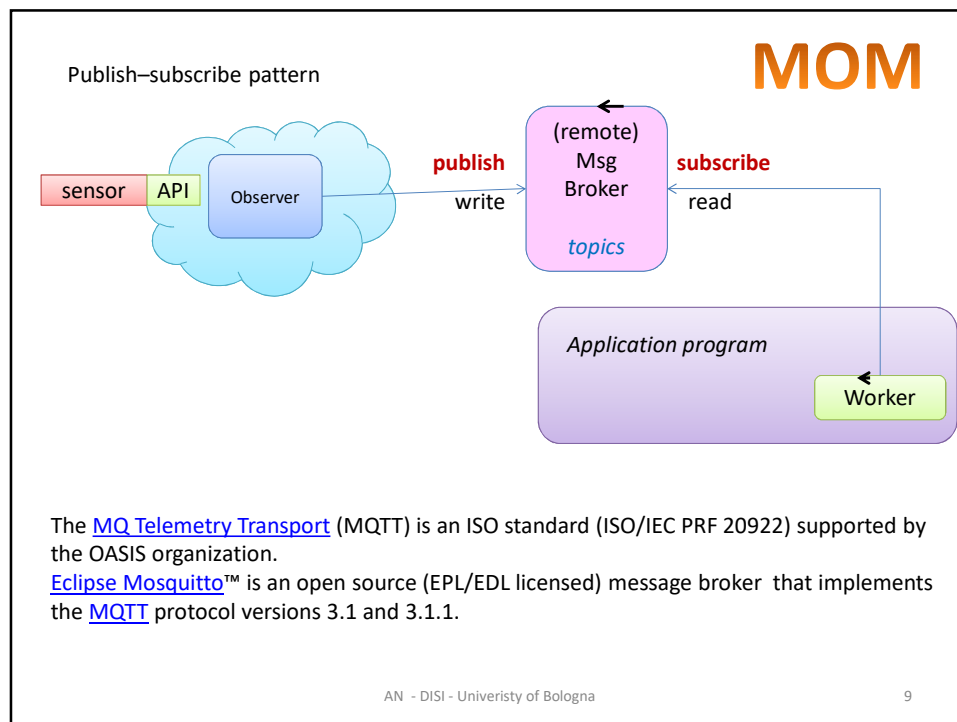 MOM
Publish–subscribe pattern
sensor
API
Observer
publish
write
(remote)
Msg
Broker
topics
subscribe
read
Application program
Worker
The MQ Telemetry Transport (MQTT) is an ISO standard (ISO/IEC PRF 20922) supported by
the OASIS organization.
Eclipse Mosquitto™ is an open source (EPL/EDL licensed) message broker that implements
the MQTT protocol versions 3.1 and 3.1.1.
AN - DISI - Univeristy of Bologna
9